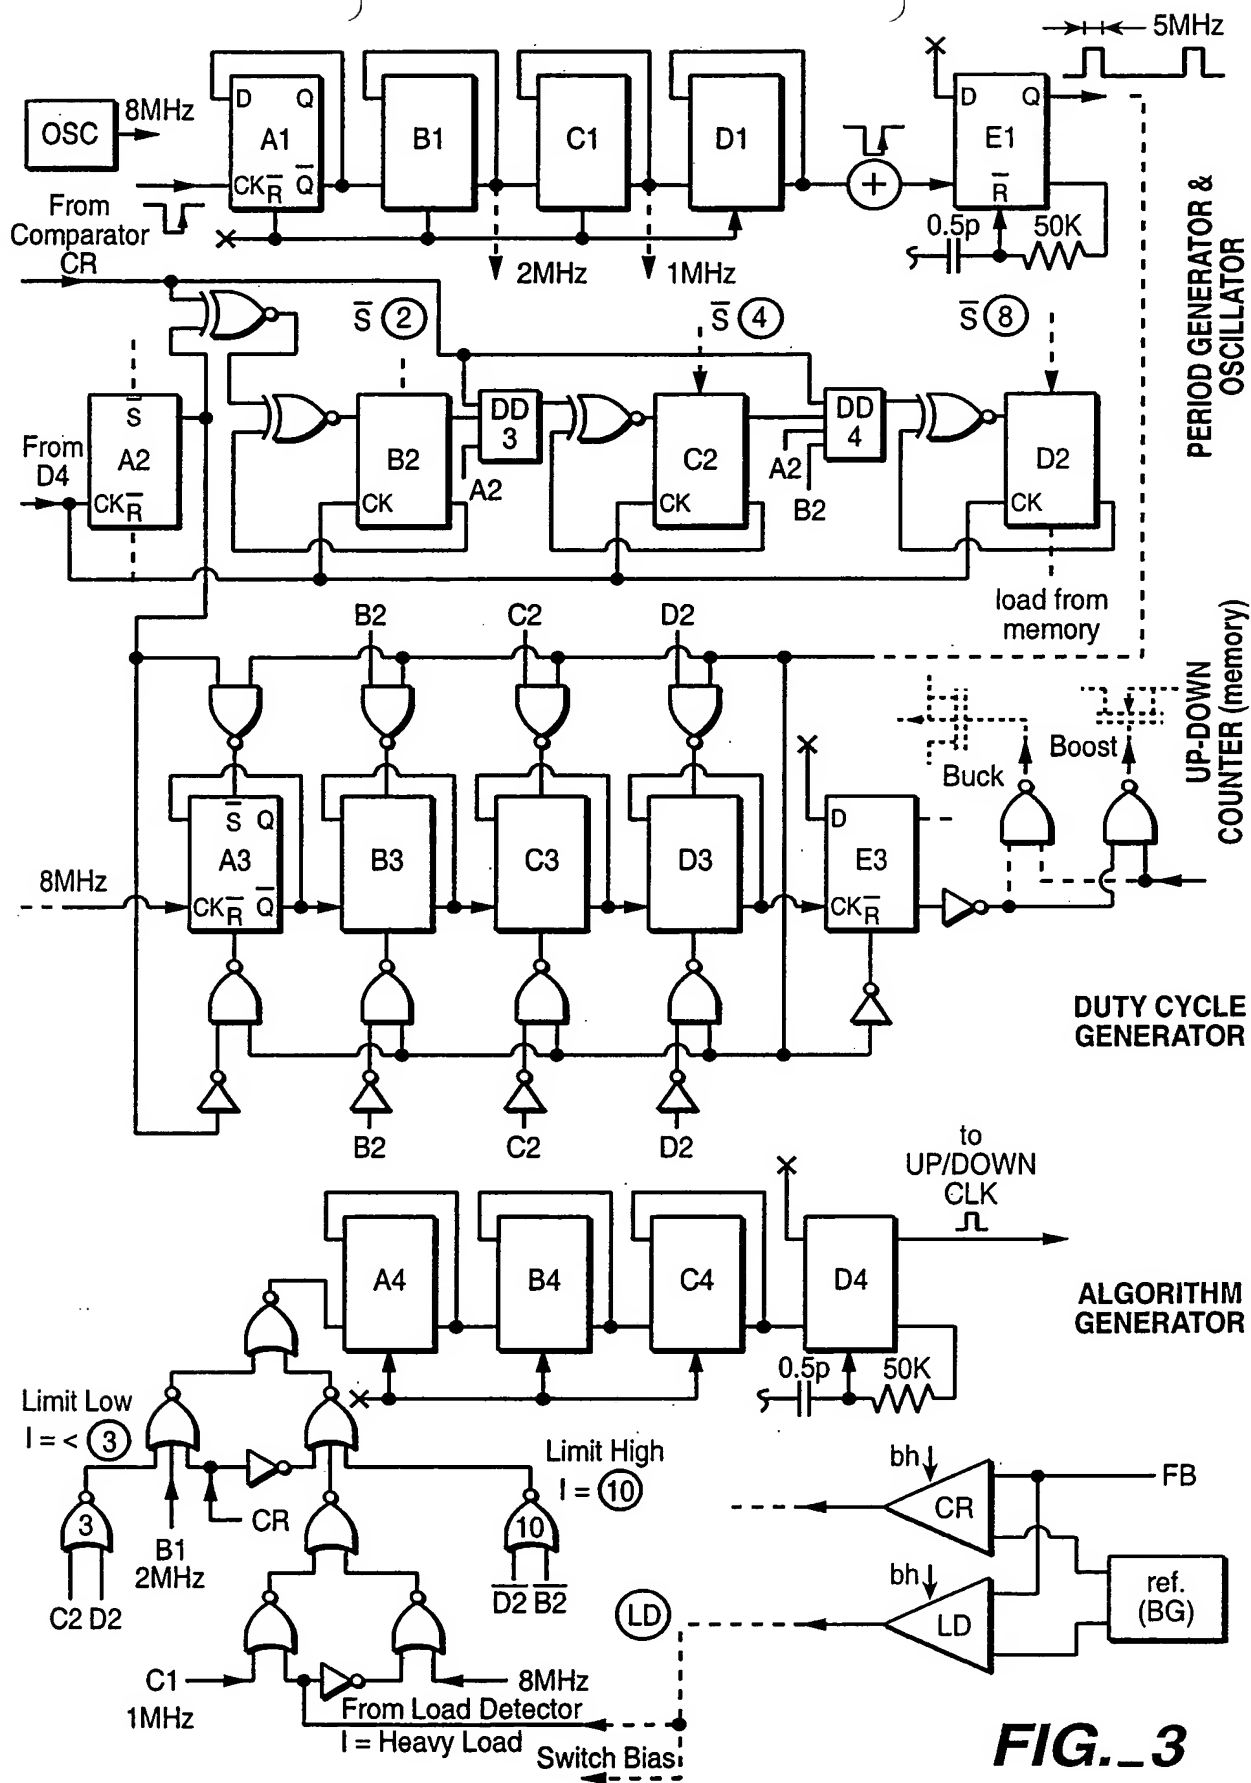 5MHz
OSC
8MHz
D Q
A1
CK R Q
B1
C1
D1
+
D Q
E1
R
0.5p
50K
From
Comparator
CR
2MHz
1MHz
PERIOD GENERATOR &
OSCILLATOR
S 2
S 4
S 8
S
A2
CK R
From
D4
B2
CK
DD
3
A2
C2
CK
DD
4
A2
B2
D2
CK
load from
memory
UP-DOWN
COUNTER (memory)
B2
C2
D2
Buck
Boost
8MHz
S Q
A3
CK R Q
B3
C3
D3
D
E3
CK R
DUTY CYCLE
GENERATOR
B2
C2
D2
to
UP/DOWN
CLK
A4
B4
C4
D4
0.5p
50K
ALGORITHM
GENERATOR
Limit Low
I = < 3
Limit High
I = 10
3
CR
B1
2MHz
C2 D2
10
D2 B2
C1
1MHz
8MHz
From Load Detector
I = Heavy Load
Switch Bias
LD
bh
CR
FB
bh
LD
ref.
(BG)
FIG._3